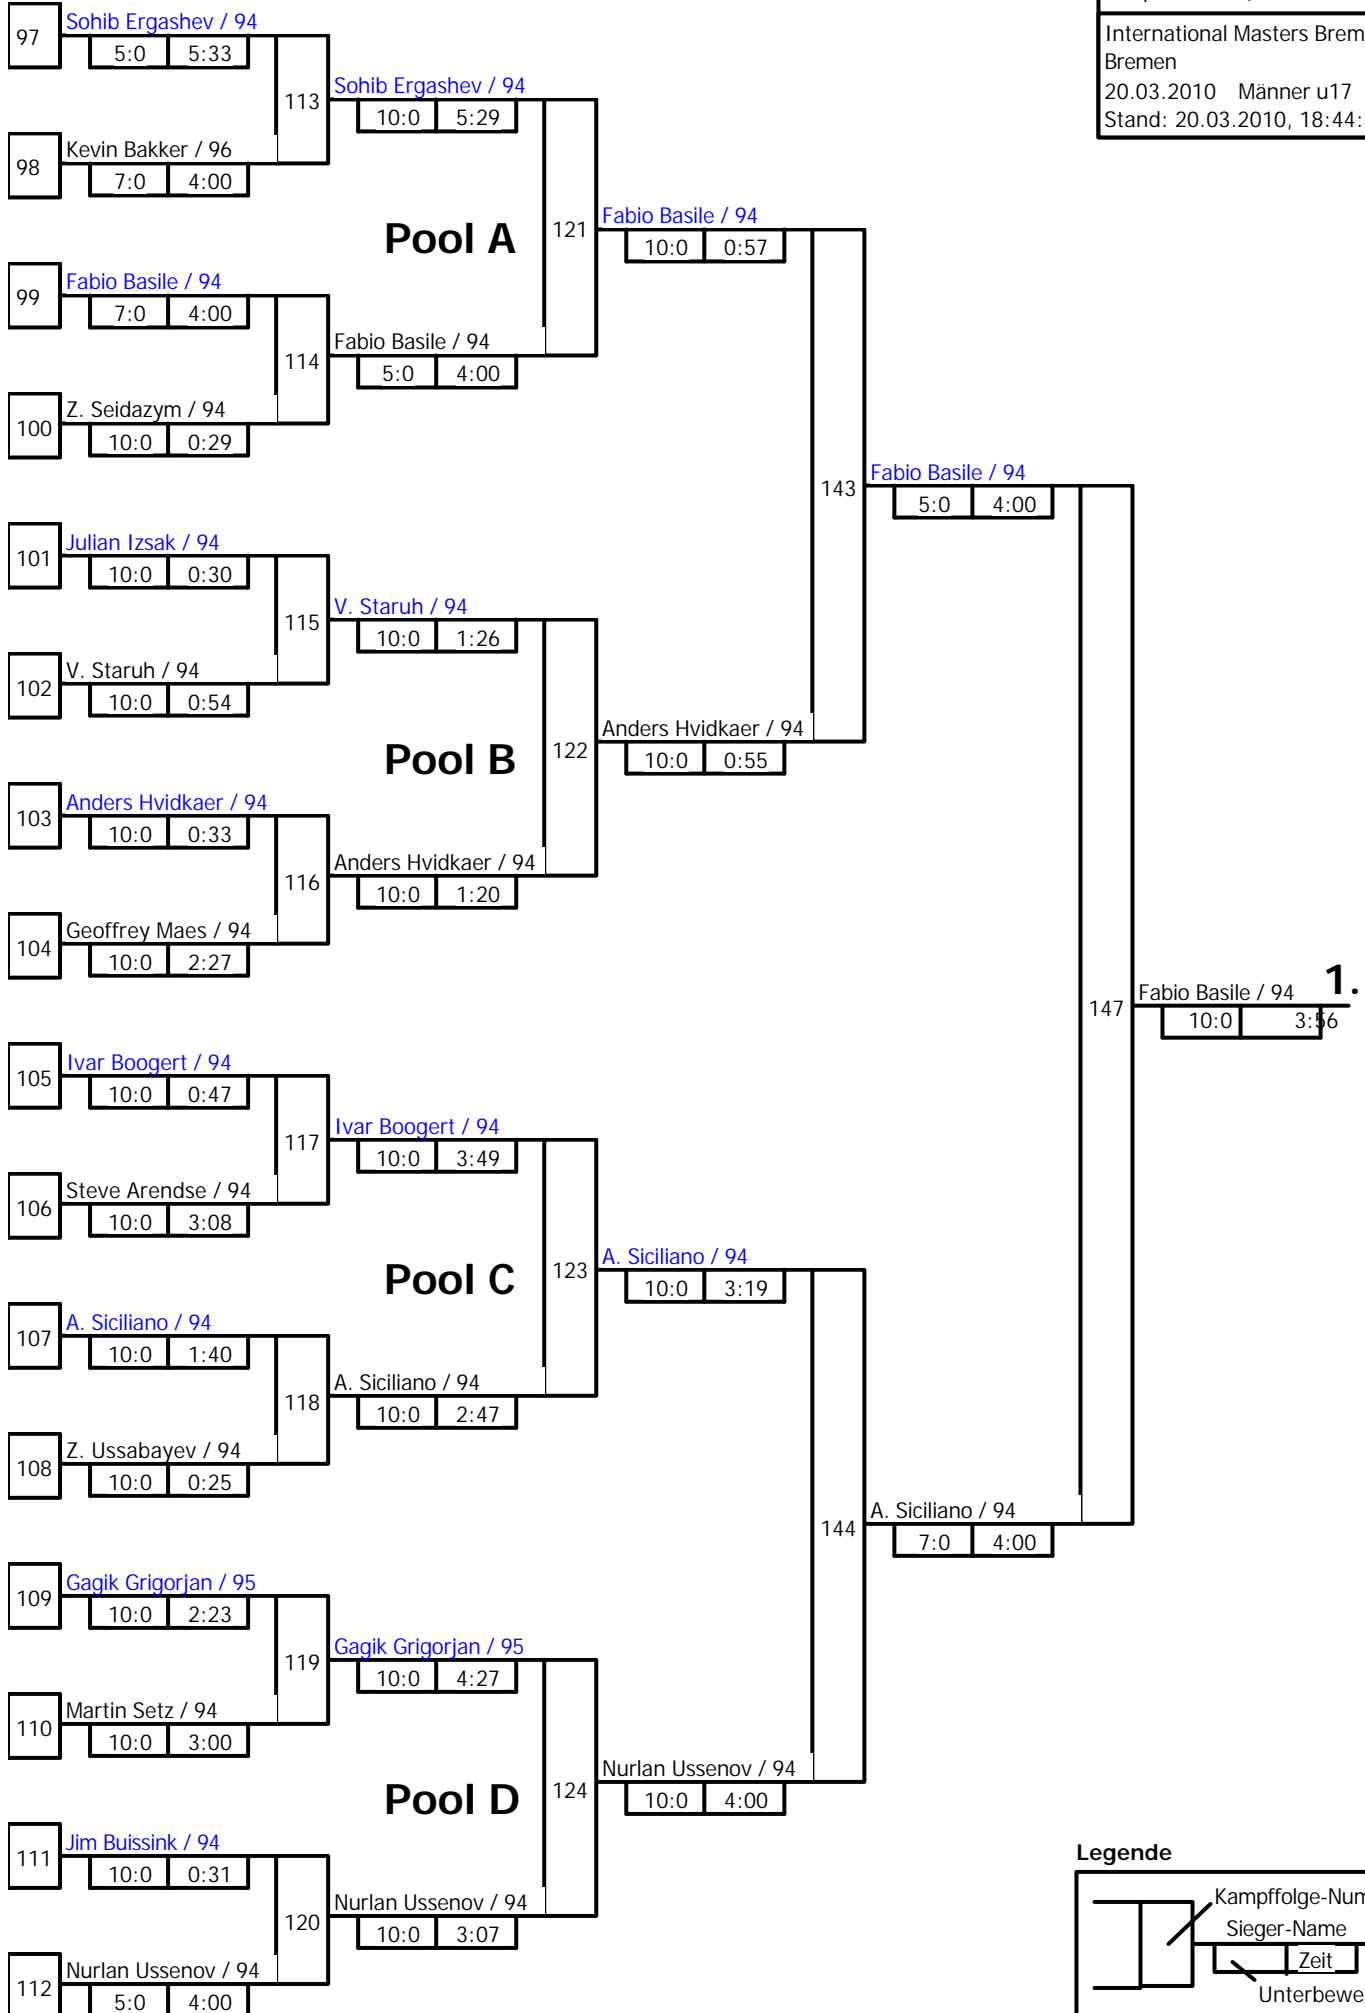 International Masters Brem
Bremen
20.03.2010 Männer u17
Stand: 20.03.2010, 18:44:
97 Sohib Ergashev / 94
5:0 5:33
98 Kevin Bakker / 96
7:0 4:00
99 Fabio Basile / 94
7:0 4:00
100 Z. Seidazym / 94
10:0 0:29
101 Julian Izsak / 94
10:0 0:30
102 V. Staruh / 94
10:0 0:54
103 Anders Hvidkaer / 94
10:0 0:33
104 Geoffrey Maes / 94
10:0 2:27
105 Ivar Boogert / 94
10:0 0:47
106 Steve Arendse / 94
10:0 3:08
107 A. Siciliano / 94
10:0 1:40
108 Z. Ussabayev / 94
10:0 0:25
109 Gagik Grigorjan / 95
10:0 2:23
110 Martin Setz / 94
10:0 3:00
111 Jim Buissink / 94
10:0 0:31
112 Nurlan Ussenov / 94
5:0 4:00
113 Sohib Ergashev / 94
10:0 5:29
Pool A
114 Fabio Basile / 94
5:0 4:00
115 V. Staruh / 94
10:0 1:26
Pool B
116 Anders Hvidkaer / 94
10:0 1:20
117 Ivar Boogert / 94
10:0 3:49
Pool C
118 A. Siciliano / 94
10:0 2:47
119 Gagik Grigorjan / 95
10:0 4:27
Pool D
120 Nurlan Ussenov / 94
10:0 3:07
121 Fabio Basile / 94
10:0 0:57
122 Anders Hvidkaer / 94
10:0 0:55
123 A. Siciliano / 94
10:0 3:19
124 Nurlan Ussenov / 94
10:0 4:00
143 Fabio Basile / 94
5:0 4:00
144 A. Siciliano / 94
7:0 4:00
147 Fabio Basile / 94 1.
10:0 3:56
Legende
Kampffolge-Num
Sieger-Name
Zeit
Unterbewe